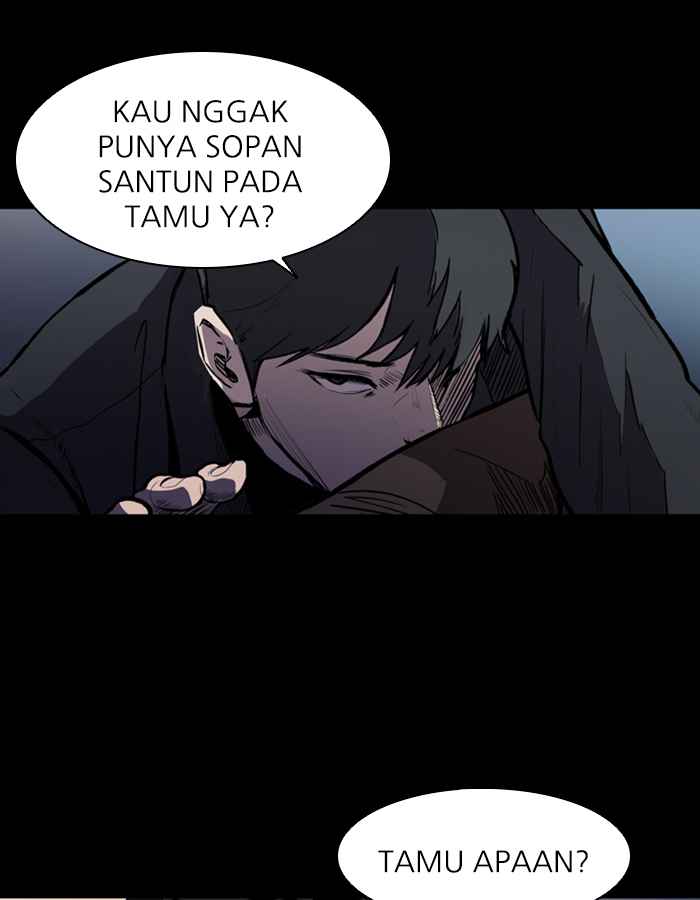 KAU NGGAK
PUNYA SOPAN
SANTUN PADA
TAMU YA?
TAMU APAAN?